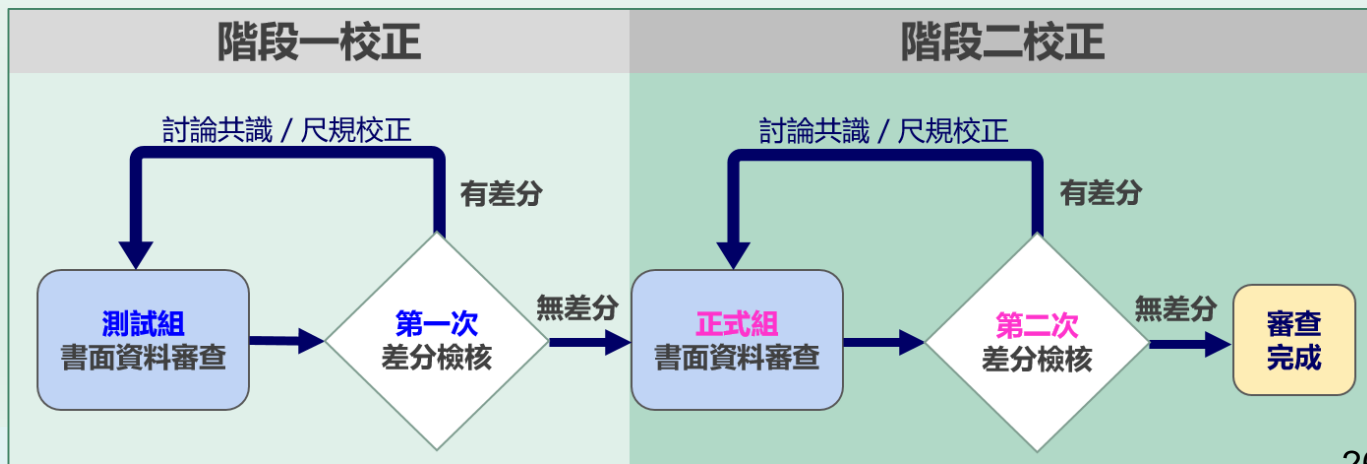 階段一校正
階段二校正
討論共識 / 尺規校正
有差分
測試組
書面資料審查
第一次
差分檢核
無差分
討論共識 / 尺規校正
有差分
正式組
書面資料審查
第二次
差分檢核
無差分
審查
完成